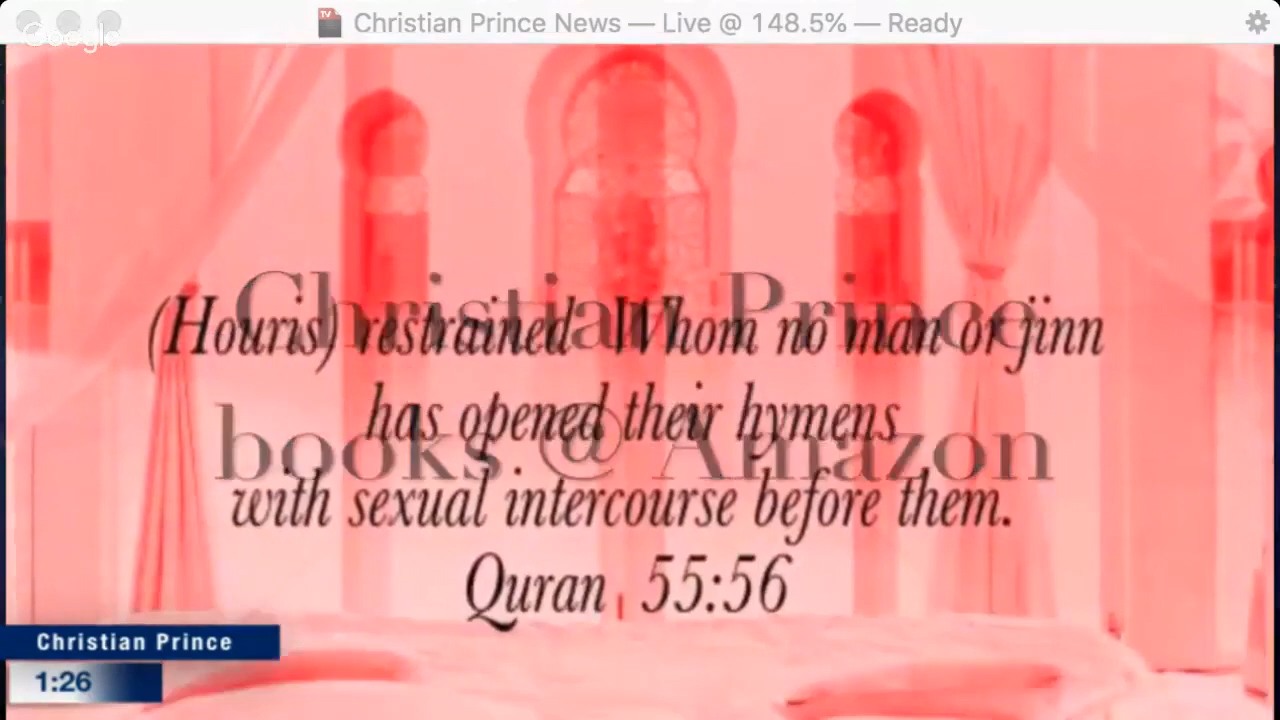 Christian Prince News — Live @ 148.5% — Ready
Google
Christian Prince
books @ Amazon
(Houris) restrained Whom no man or jinn
has opened their hymens
with sexual intercourse before them.
Quran 55:56
Christian Prince
1:26